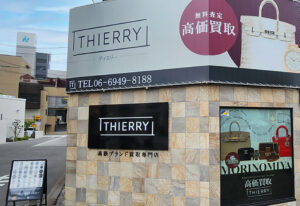 THIERRY
ティエリー
無料査定
高価買取
TEL.06-6949-8188
THIERRY
高級ブランド買取専門店
MORINOMIYA
高価買取
THIERRY